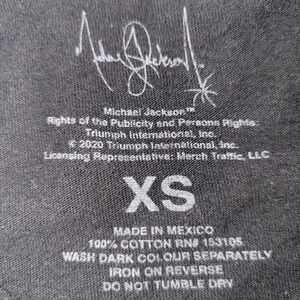 Michael Jackson
Michael Jackson™
Rights of the Publicity and Persons Rights:
Triumph International, Inc.
© 2020 Triumph International, Inc.
Licensing Representative: Merch Traffic, LLC
XS
MADE IN MEXICO
100% COTTON RN# 153105
WASH DARK COLOUR SEPARATELY
IRON ON REVERSE
DO NOT TUMBLE DRY